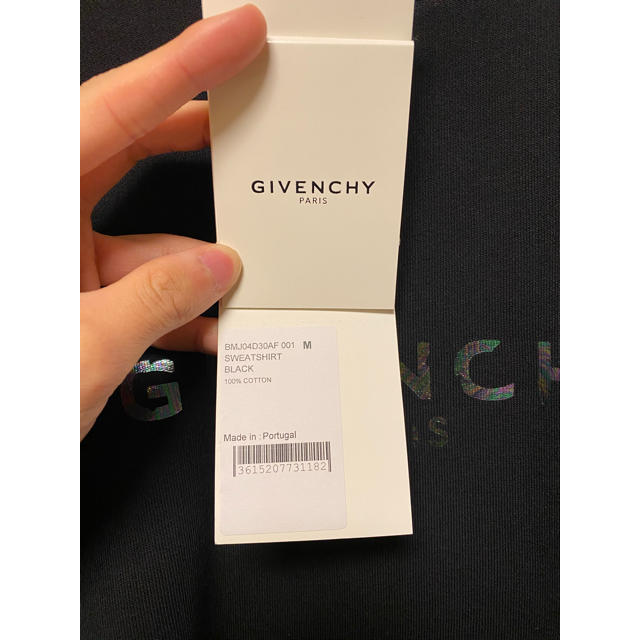 GIVENCHY
PARIS
BMJ04D30AF 001 M
SWEATSHIRT
BLACK
100% COTTON
Made in : Portugal
3615207731182